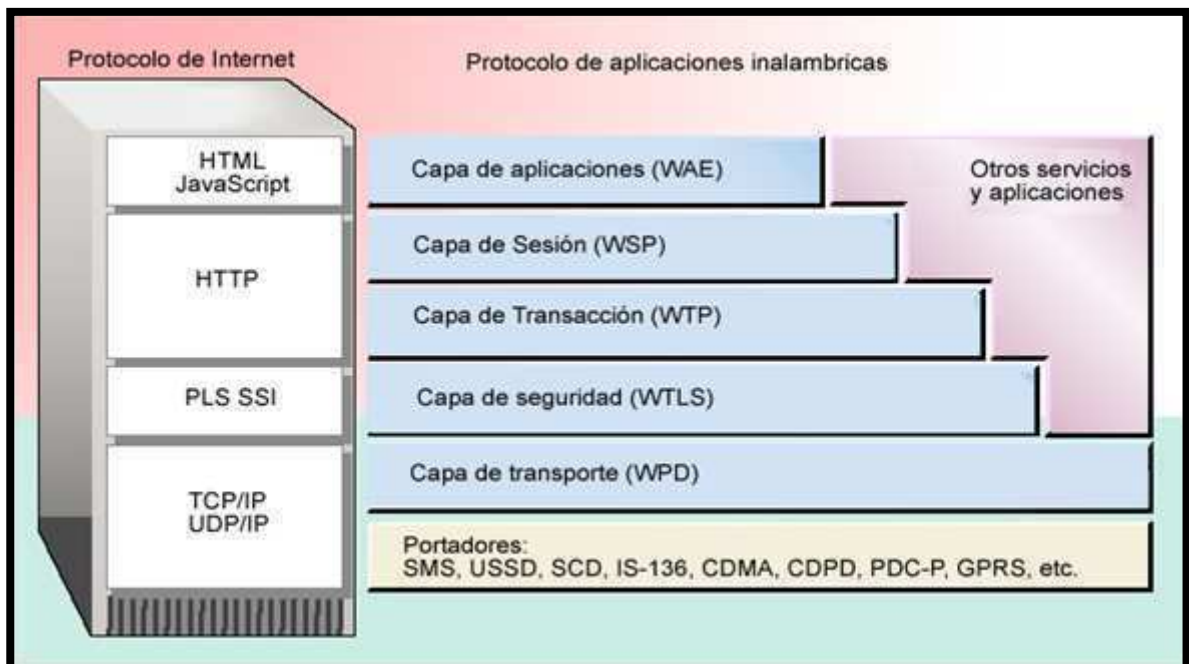 Protocolo de Internet
Protocolo de aplicaciones inalambricas
HTML
JavaScript
HTTP
PLS SSI
TCP/IP
UDP/IP
Capa de aplicaciones (WAE)
Capa de Sesión (WSP)
Capa de Transacción (WTP)
Capa de seguridad (WTLS)
Capa de transporte (WPD)
Otros servicios
y aplicaciones
Portadores:
SMS, USSD, SCD, IS-136, CDMA, CDPD, PDC-P, GPRS, etc.